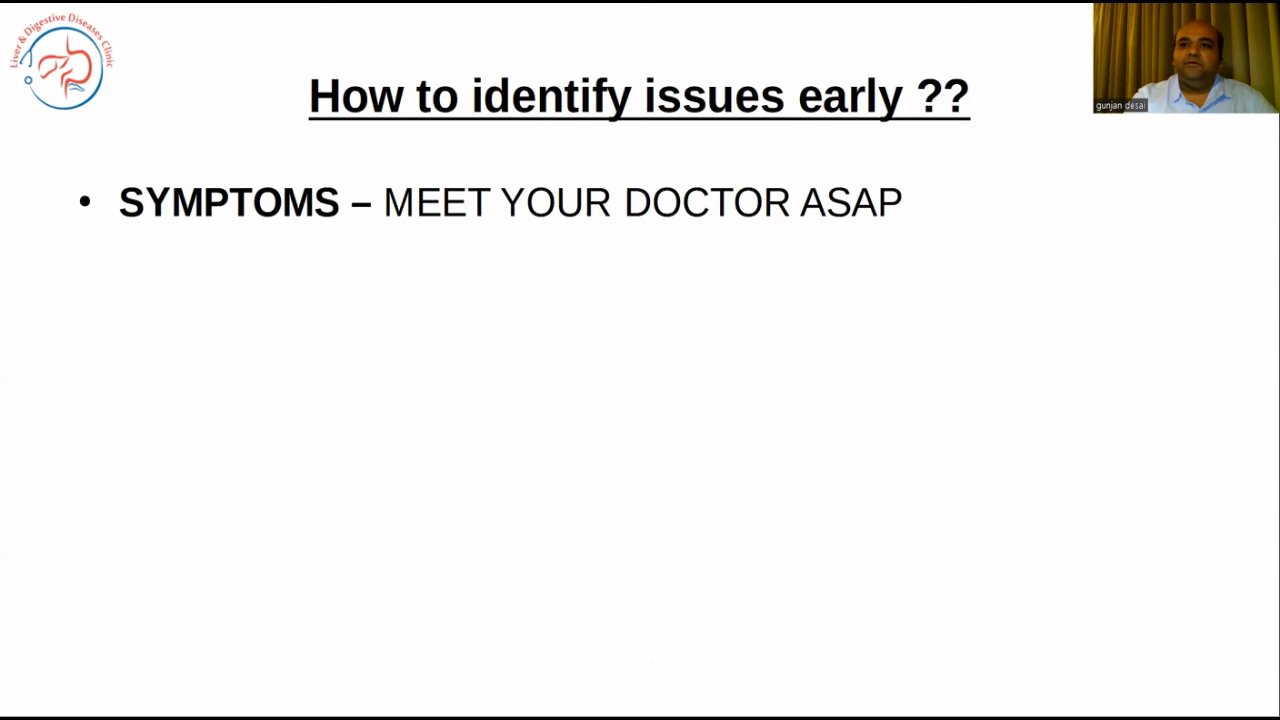 Liver & Digestive Diseases Clinic
How to identify issues early ??
gunjan desai
• SYMPTOMS – MEET YOUR DOCTOR ASAP